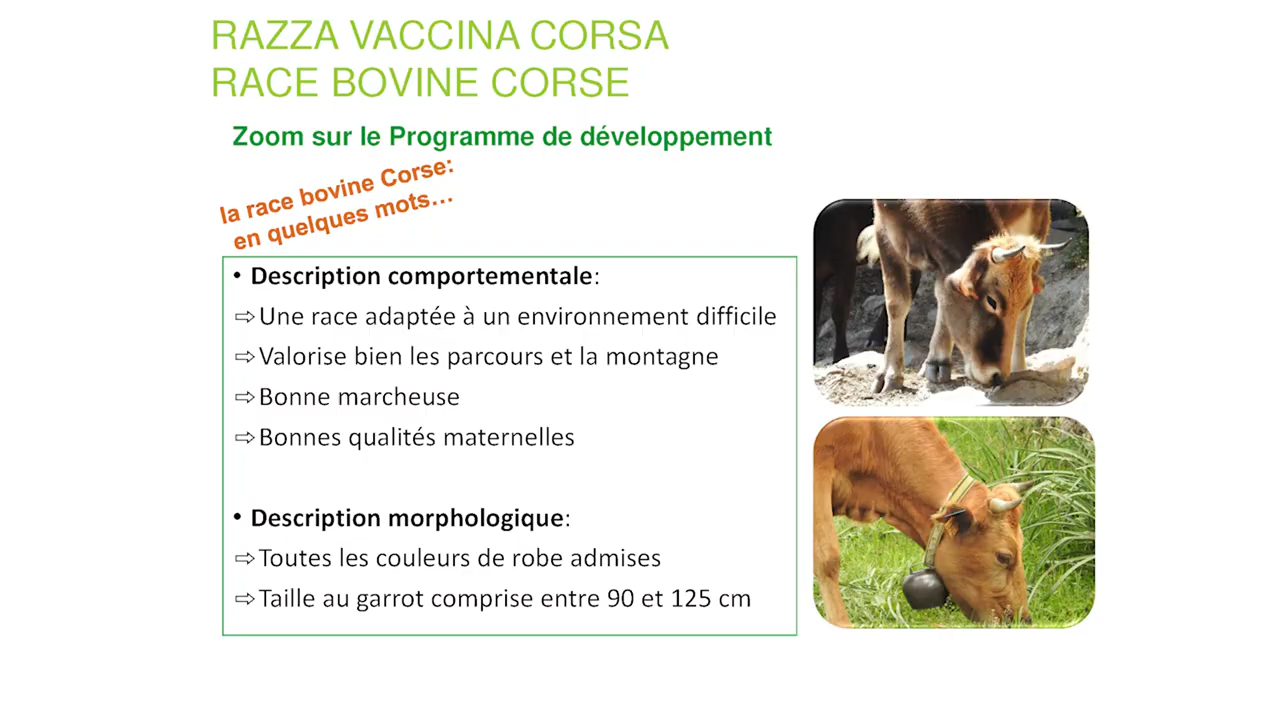 RAZZA VACCINA CORSA
RACE BOVINE CORSE
Zoom sur le Programme de développement
la race bovine Corse:
en quelques mots…
• Description comportementale:
⇨Une race adaptée à un environnement difficile
⇨Valorise bien les parcours et la montagne
⇨Bonne marcheuse
⇨Bonnes qualités maternelles
• Description morphologique:
⇨Toutes les couleurs de robe admises
⇨Taille au garrot comprise entre 90 et 125 cm